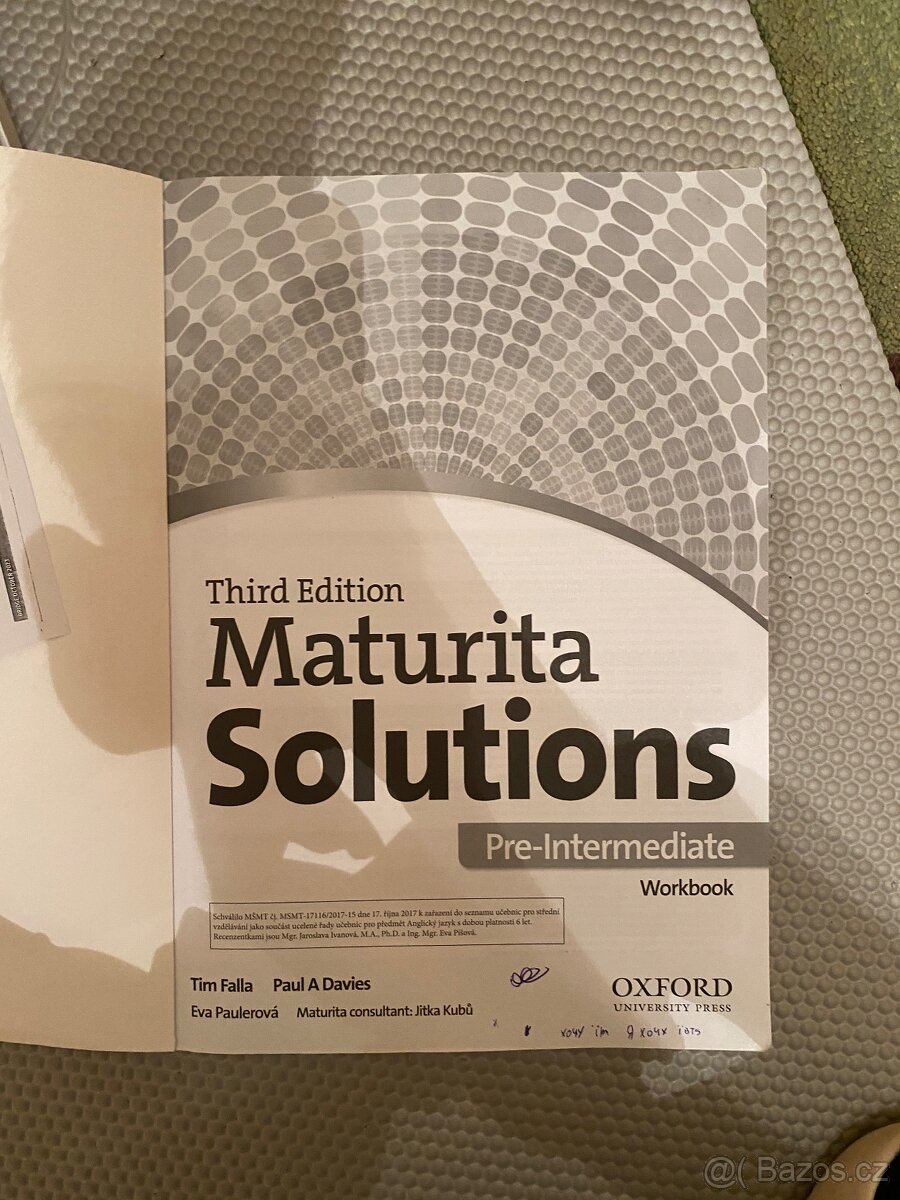 Third Edition
Maturita
Solutions
Pre-Intermediate
Workbook
Schválilo MŠMT čj. MSMT-17116/2017-15 dne 17. října 2017 k zařazení do seznamu učebnic pro střední
vzdělávání jako součást ucelené řady učebnic pro předmět Anglický jazyk s dobou platnosti 6 let.
Recenzentkami jsou Mgr. Jaroslava Ivanová, M.A., Ph.D. a Ing. Mgr. Eva Píšová.
Tim Falla Paul A Davies
Eva Paulerová Maturita consultant: Jitka Kubů
OXFORD
UNIVERSITY PRESS
хочу їm я хочх
@( Bazos.cz